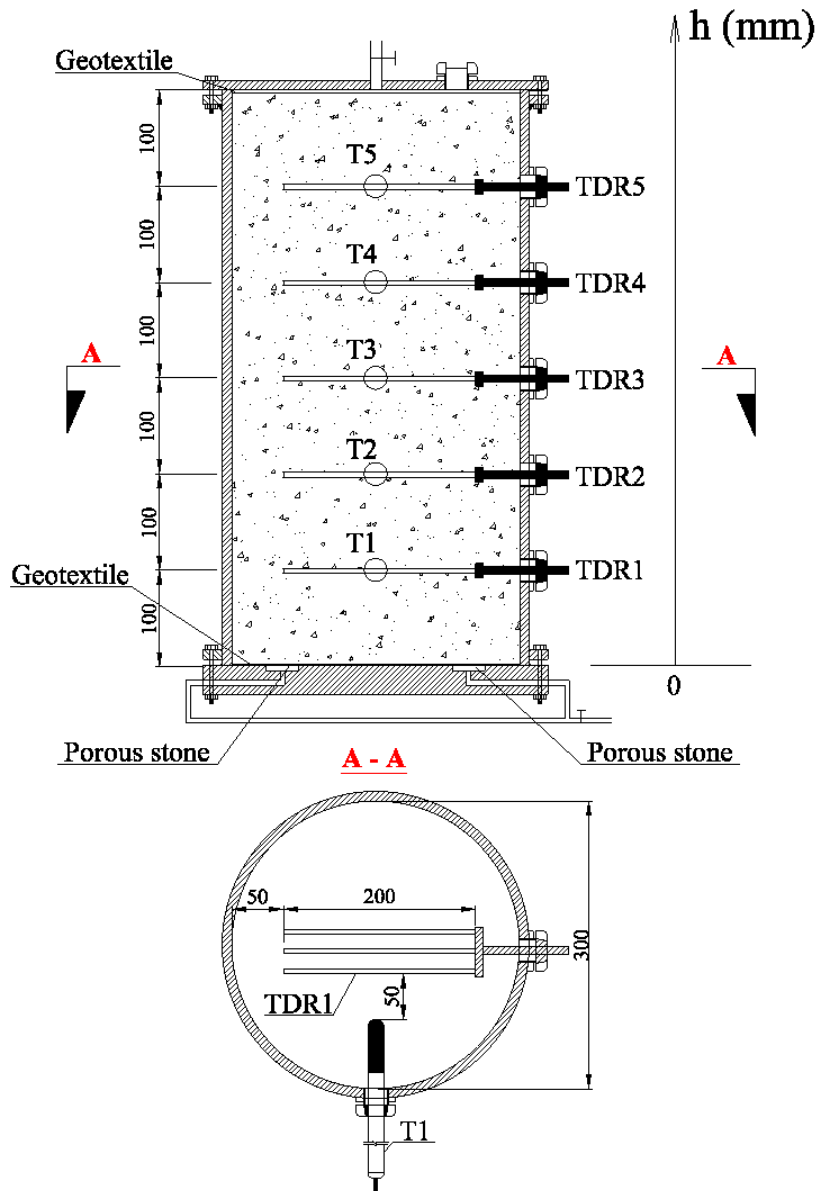 h (mm)
Geotextile
100
T5
TDR5
100
T4
TDR4
100
A
T3
A
TDR3
100
T2
TDR2
100
T1
TDR1
Geotextile
100
0
Porous stone
A - A
Porous stone
50
200
300
TDR1
50
T1